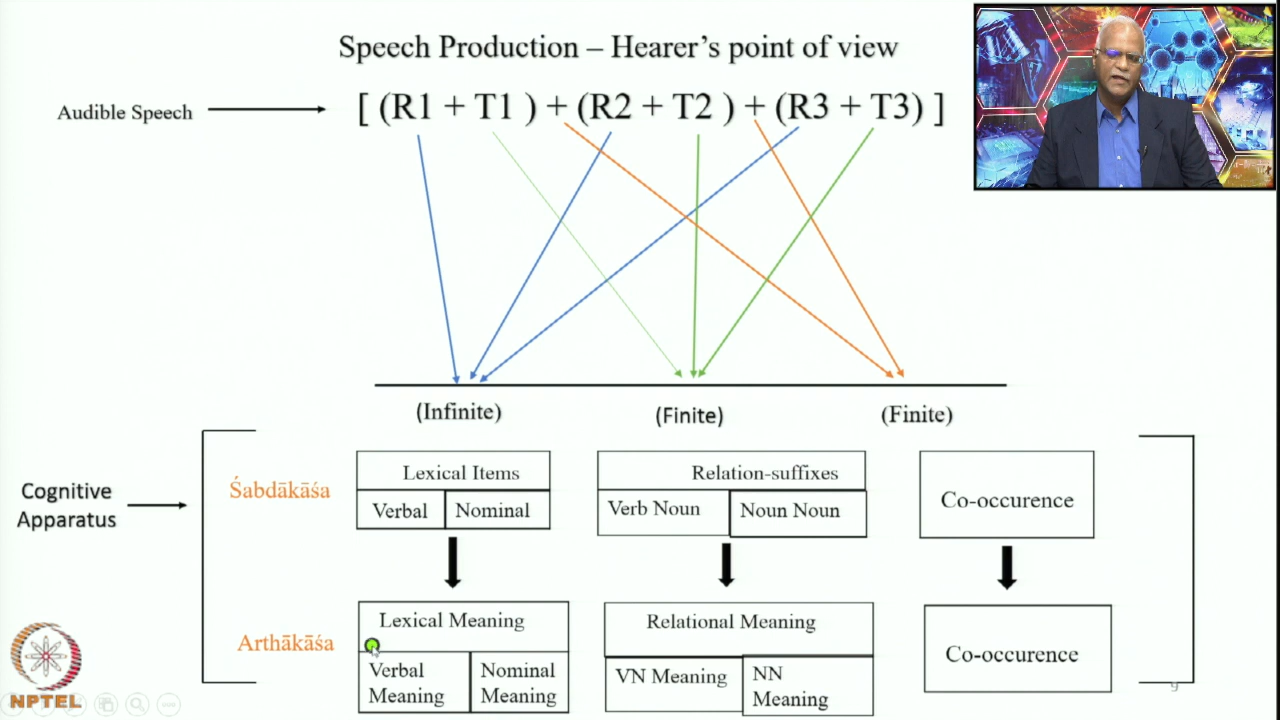 Speech Production – Hearer's point of view
Audible Speech
[ (R1 + T1 ) + (R2 + T2 ) + (R3 + T3) ]
(Infinite)
(Finite)
(Finite)
Cognitive
Apparatus
Śabdākāśa
Lexical Items
Verbal
Nominal
Relation-suffixes
Verb Noun
Noun Noun
Co-occurence
Arthākāśa
Lexical Meaning
Verbal
Meaning
Nominal
Meaning
Relational Meaning
VN Meaning
NN
Meaning
Co-occurence
9
NPTEL